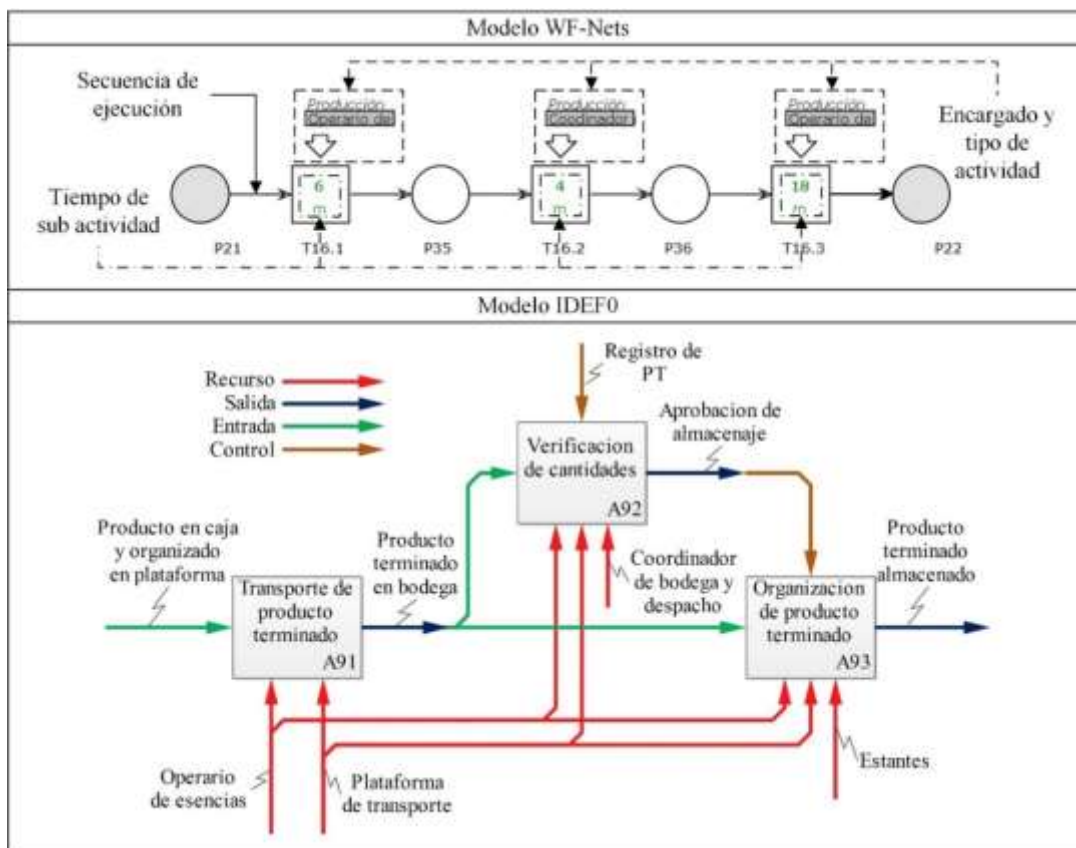 Modelo WF-Nets
Secuencia de
ejecución
Producción
Operario de
Producción
Coodinador
Producción
Operario de
Encargado y
tipo de
actividad
Tiempo de
sub actividad
6
m
4
m
18
m
P21
T16.1
P35
T16.2
P36
T16.3
P22
Modelo IDEF0
Recurso
Salida
Entrada
Control
Registro de
PT
Aprobacion de
almacenaje
Verificacion
de cantidades
A92
Producto en caja
y organizado
en plataforma
Producto
terminado
en bodega
Coordinador
de bodega y
despacho
Producto
terminado
almacenado
Transporte de
producto
terminado
A91
Organizacion
de producto
terminado
A93
Operario
de esencias
Plataforma
de transporte
Estantes